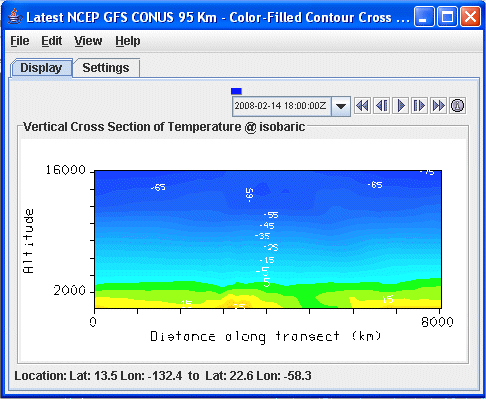 Latest NCEP GFS CONUS 95 Km - Color-Filled Contour Cross ...
File Edit View Help
Display Settings
2008-02-14 18:00:00Z
Vertical Cross Section of Temperature @ isobaric
16000
-75
-65
-65
-65
-55
-45
-35
-25
-15
-5
5
2000
15
25
15
Altitude
0
8000
Distance along transect (km)
Location: Lat: 13.5 Lon: -132.4 to Lat: 22.6 Lon: -58.3